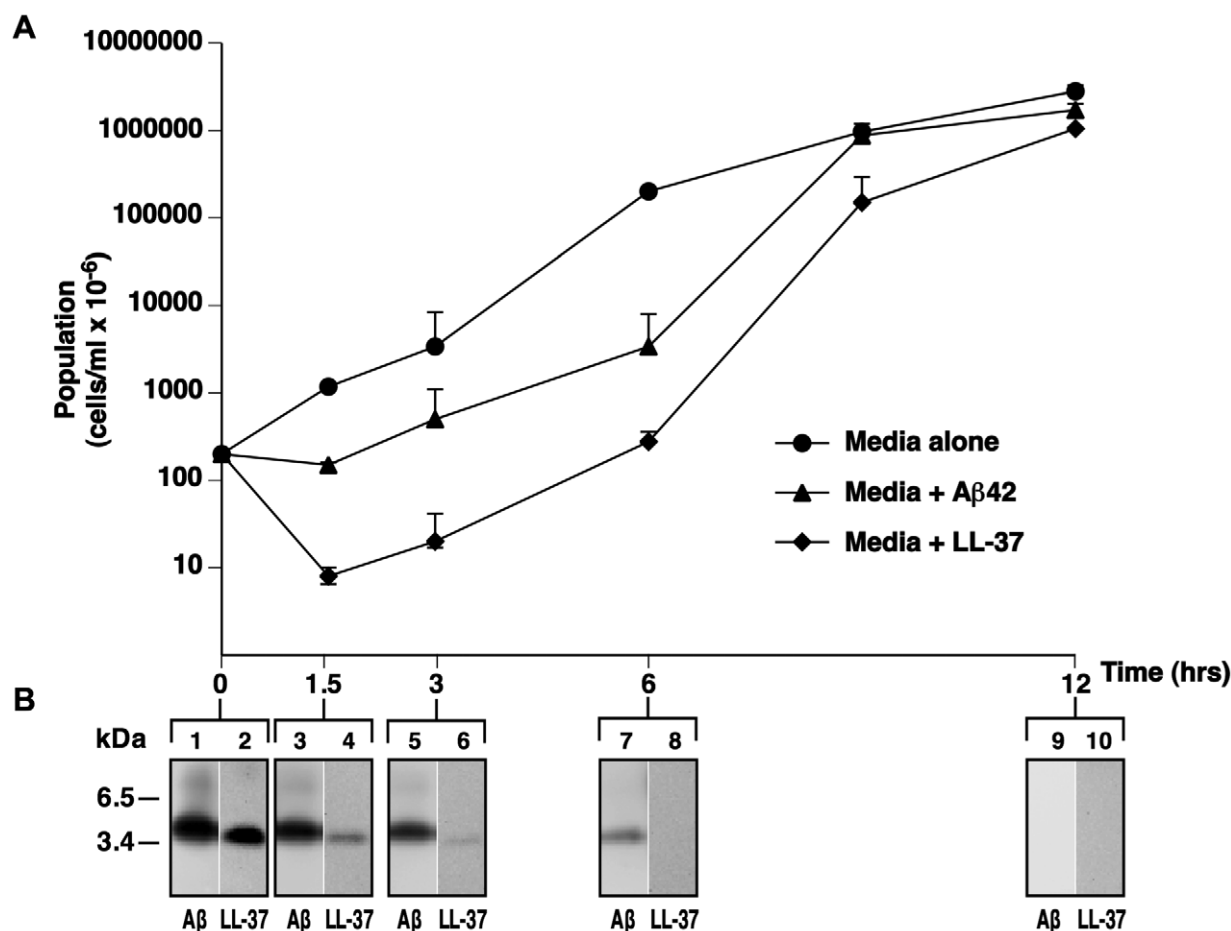 A
10000000
1000000
100000
10000
1000
100
10
Population
(cells/ml x 10⁻⁶)
Media alone
Media + Aβ42
Media + LL-37
0 1.5 3 6 12 Time (hrs)
B
kDa 1 2 3 4 5 6 7 8 9 10
6.5
3.4
Aβ LL-37 Aβ LL-37 Aβ LL-37 Aβ LL-37 Aβ LL-37